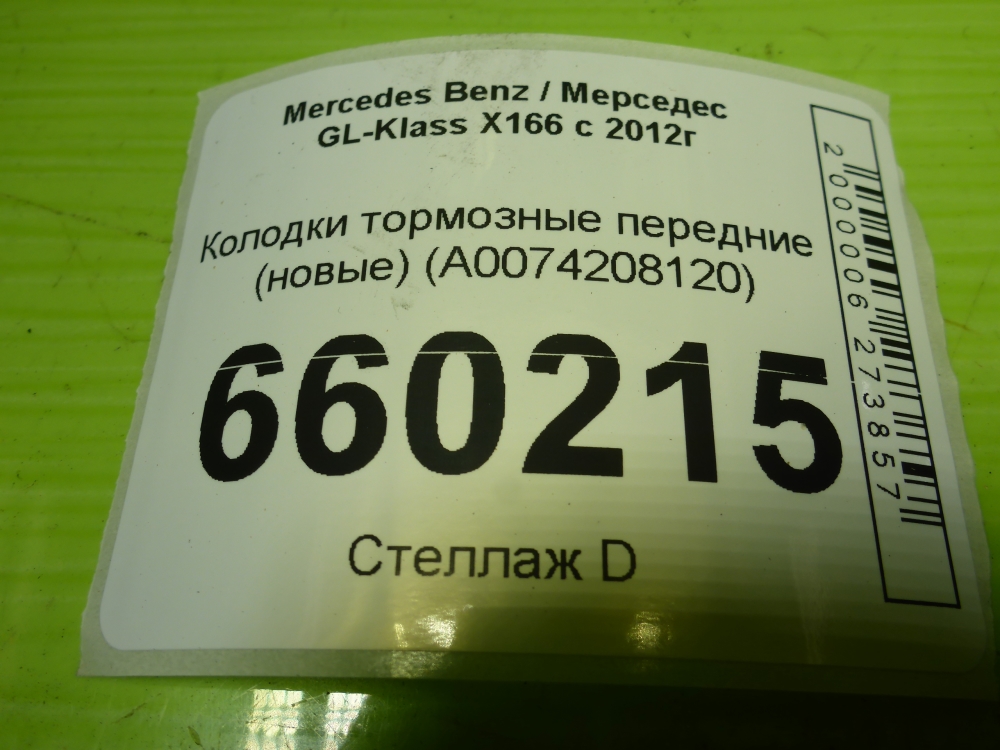 Mercedes Benz / Мерседес
GL-Klass X166 с 2012г
Колодки тормозные передние
(новые) (A0074208120)
660215
Стеллаж D
2000006273857